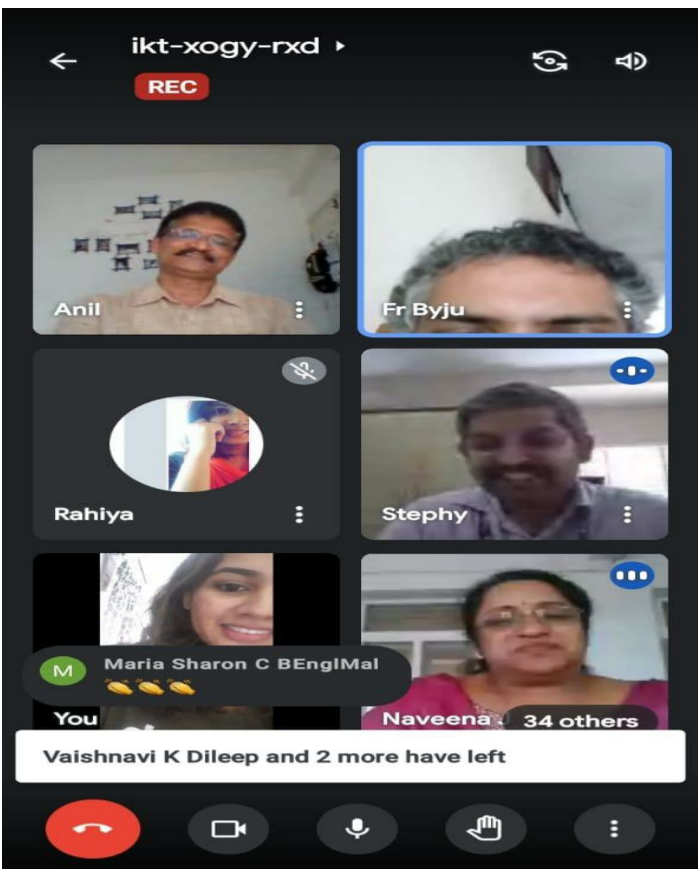 ikt-xogy-rxd
REC
Anil
Fr Byju
Rahiya
Stephy
M
Maria Sharon C BEnglMal
👏👏👏
You
Naveena
34 others
Vaishnavi K Dileep and 2 more have left